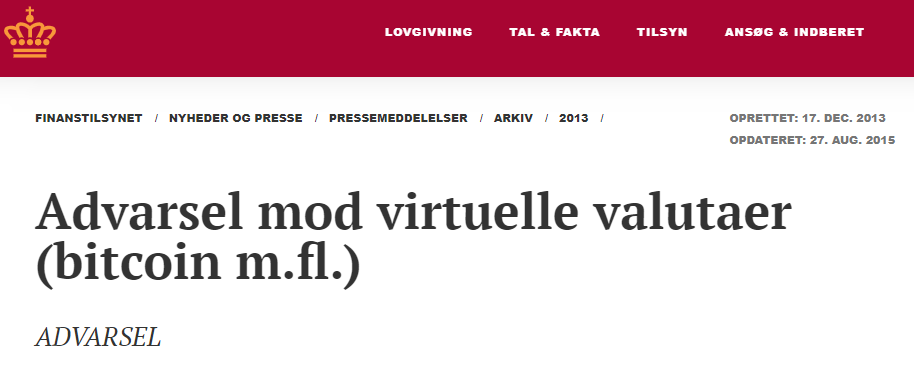 LOVGIVNING TAL & FAKTA TILSYN ANSØG & INDBERET
FINANSTILSYNET / NYHEDER OG PRESSE / PRESSEMEDDELELSER / ARKIV / 2013 /
OPRETTET: 17. DEC. 2013
OPDATERET: 27. AUG. 2015
Advarsel mod virtuelle valutaer
(bitcoin m.fl.)
ADVARSEL